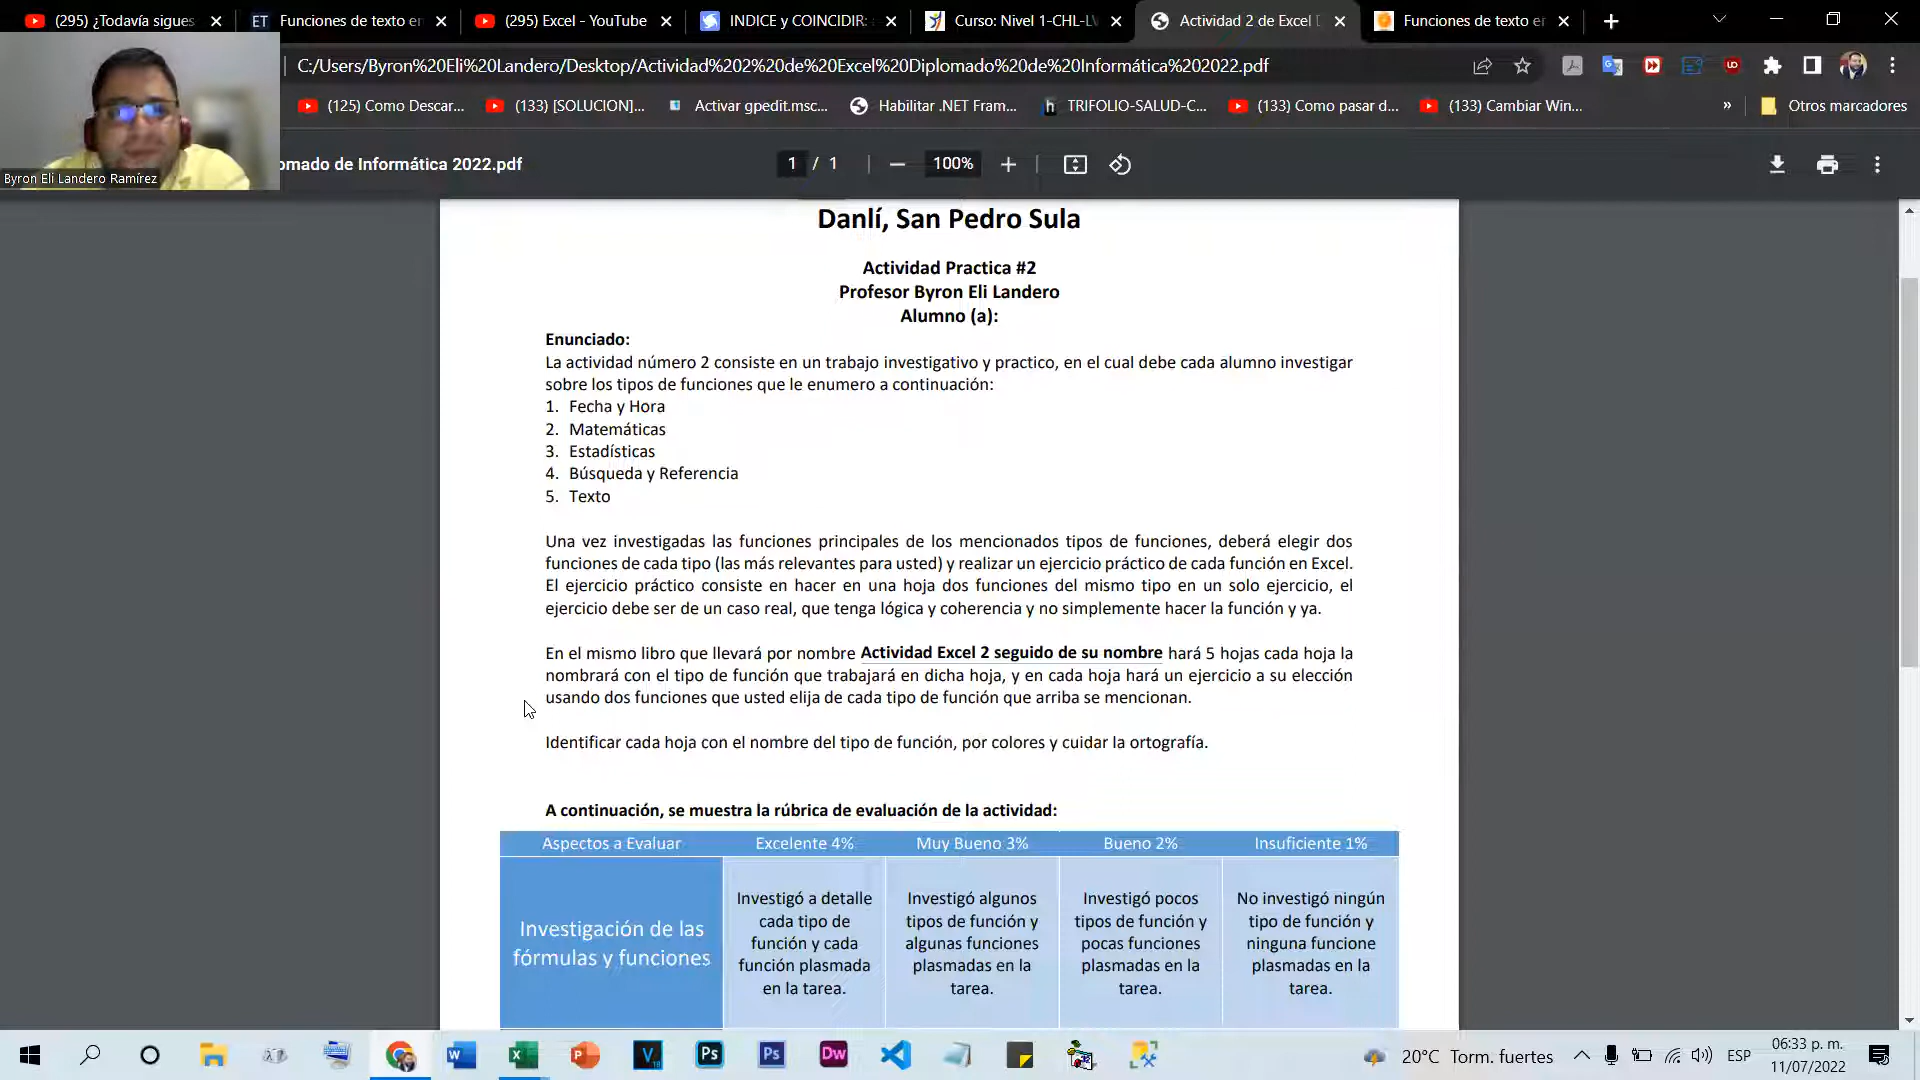 (295) ¿Todavía sigues
ET Funciones de texto en
(295) Excel - YouTube
INDICE y COINCIDIR:
Curso: Nivel 1-CHL-LV
Actividad 2 de Excel D
Funciones de texto en
C:/Users/Byron%20Eli%20Landero/Desktop/Actividad%202%20de%20Excel%20Diplomado%20de%20Informática%202022.pdf
(125) Como Descar...
(133) [SOLUCION]...
Activar gpedit.msc...
Habilitar .NET Fram...
TRIFOLIO-SALUD-C...
(133) Como pasar d...
(133) Cambiar Win...
»
Otros marcadores
Byron Eli Landero Ramírez
omado de Informática 2022.pdf
1 / 1
100%
Danlí, San Pedro Sula
Actividad Practica #2
Profesor Byron Eli Landero
Alumno (a):
Enunciado:
La actividad número 2 consiste en un trabajo investigativo y practico, en el cual debe cada alumno investigar
sobre los tipos de funciones que le enumero a continuación:
1. Fecha y Hora
2. Matemáticas
3. Estadísticas
4. Búsqueda y Referencia
5. Texto
Una vez investigadas las funciones principales de los mencionados tipos de funciones, deberá elegir dos
funciones de cada tipo (las más relevantes para usted) y realizar un ejercicio práctico de cada función en Excel.
El ejercicio práctico consiste en hacer en una hoja dos funciones del mismo tipo en un solo ejercicio, el
ejercicio debe ser de un caso real, que tenga lógica y coherencia y no simplemente hacer la función y ya.
En el mismo libro que llevará por nombre Actividad Excel 2 seguido de su nombre hará 5 hojas cada hoja la
nombrará con el tipo de función que trabajará en dicha hoja, y en cada hoja hará un ejercicio a su elección
usando dos funciones que usted elija de cada tipo de función que arriba se mencionan.
Identificar cada hoja con el nombre del tipo de función, por colores y cuidar la ortografía.
A continuación, se muestra la rúbrica de evaluación de la actividad:
Aspectos a Evaluar
Excelente 4%
Muy Bueno 3%
Bueno 2%
Insuficiente 1%
Investigación de las
fórmulas y funciones
Investigó a detalle
cada tipo de
función y cada
función plasmada
en la tarea.
Investigó algunos
tipos de función y
algunas funciones
plasmadas en la
tarea.
Investigó pocos
tipos de función y
pocas funciones
plasmadas en la
tarea.
No investigó ningún
tipo de función y
ninguna funcione
plasmadas en la
tarea.
20°C Torm. fuertes
ESP
06:33 p. m.
11/07/2022